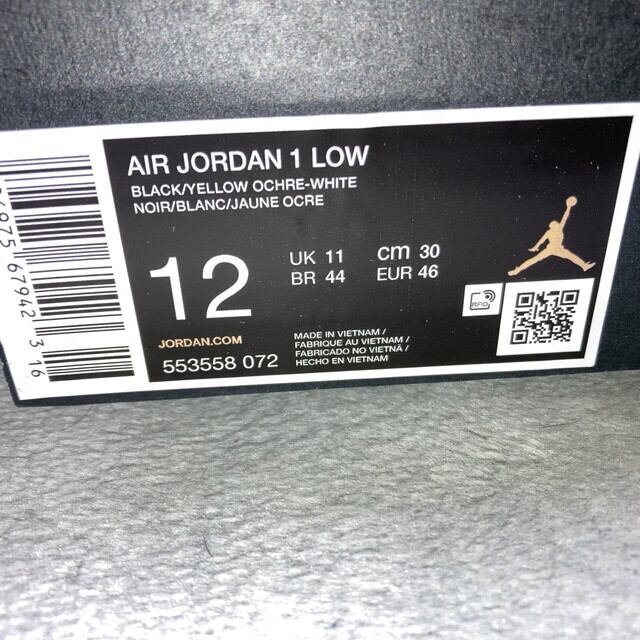 AIR JORDAN 1 LOW
BLACK/YELLOW OCHRE-WHITE
NOIR/BLANC/JAUNE OCRE
12
UK 11 cm 30
BR 44 EUR 46
RFID
JORDAN.COM
553558 072
MADE IN VIETNAM /
FABRIQUE AU VIETNAM /
FABRICADO NO VIETNÃ /
HECHO EN VIETNAM
67942 316